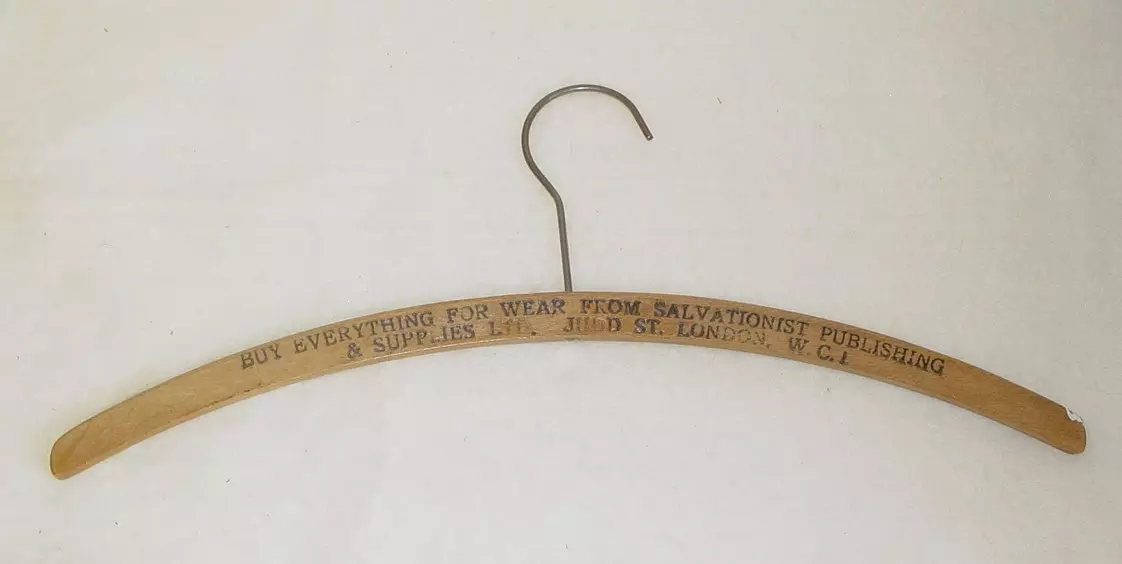 BUY EVERYTHING FOR WEAR FROM SALVATIONIST PUBLISHING
& SUPPLIES LTD. JUDD ST. LONDON, W.C.1